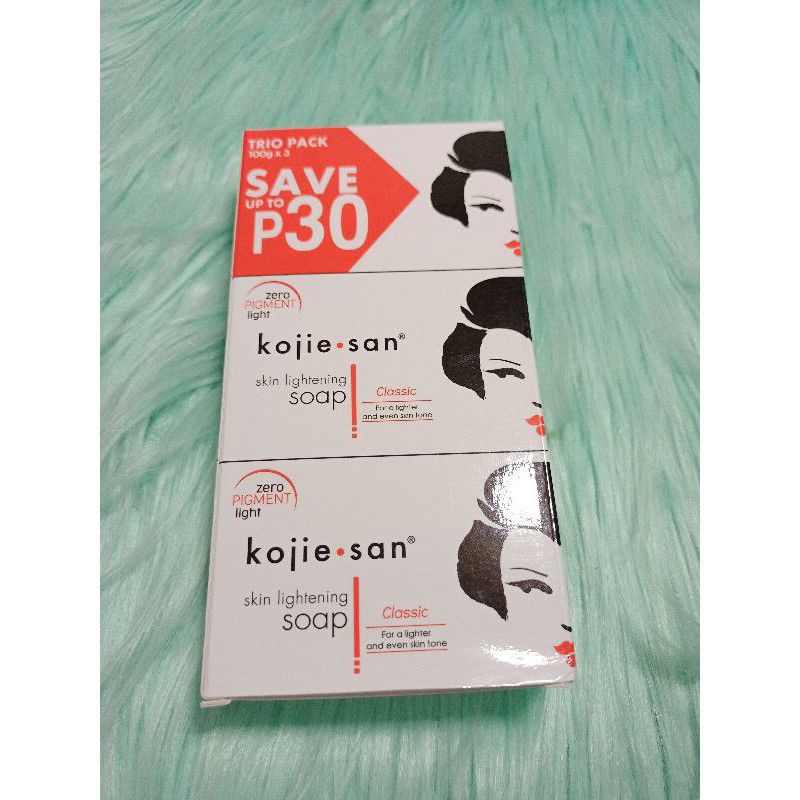 TRIO PACK
100g x 3
SAVE
UP TO
P30
zero
PIGMENT
light
kojie•san®
skin lightening
soap
Classic
For a lighter
and even skin tone
zero
PIGMENT
light
kojie•san®
skin lightening
soap
Classic
For a lighter
and even skin tone